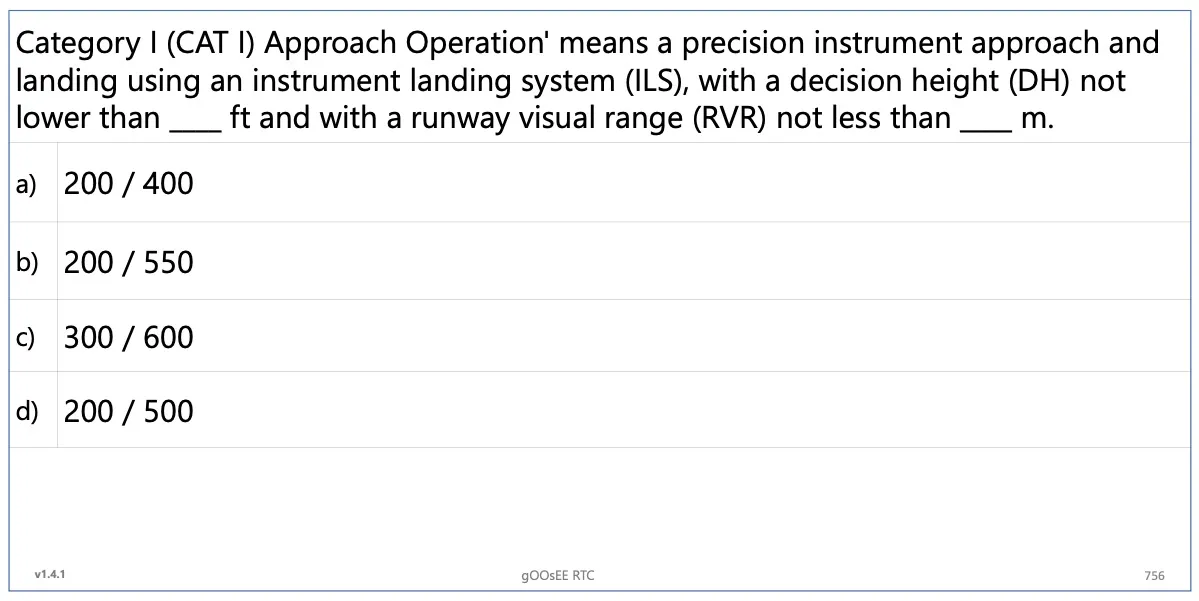 Category I (CAT I) Approach Operation' means a precision instrument approach and
landing using an instrument landing system (ILS), with a decision height (DH) not
lower than ____ ft and with a runway visual range (RVR) not less than ____ m.
a) 200 / 400
b) 200 / 550
c) 300 / 600
d) 200 / 500
v1.4.1 gOOsEE RTC 756